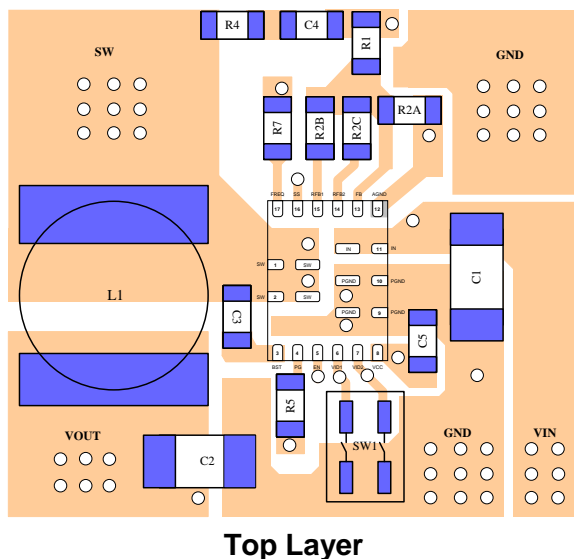 R4
C4
R1
SW
GND
R7
R2B
R2C
R2A
FREQ
SS
RFB1
RFB2
FB
AGND
17
16
15
14
13
12
SW
1
SW
IN
11
IN
PGND
10
PGND
SW
2
SW
PGND
9
PGND
L1
C3
C1
C5
3
4
5
6
7
8
BST
PG
EN
VID1
VID2
VCC
R5
VOUT
C2
SW1
GND
VIN
Top Layer